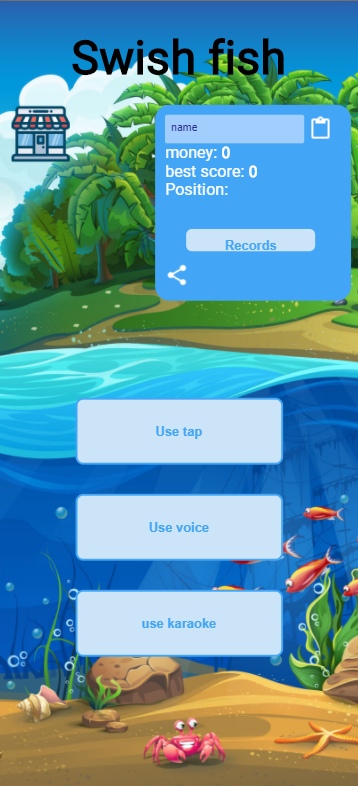 Swish fish
name
money: 0
best score: 0
Position:
Records
Use tap
Use voice
use karaoke